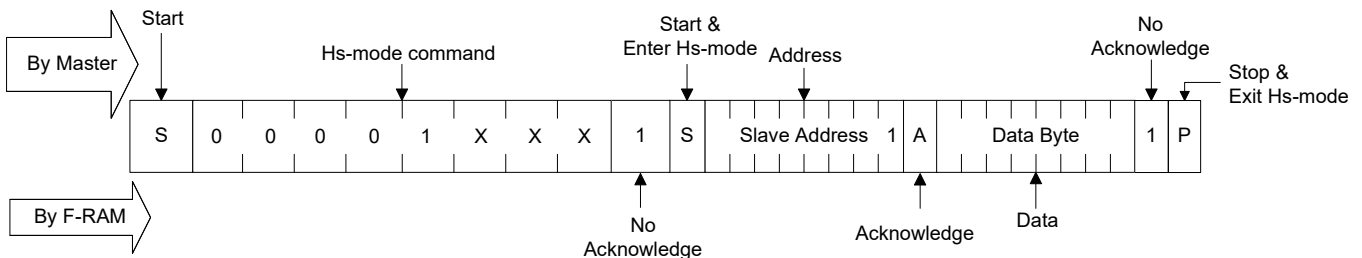 Start
Start &
Enter Hs-mode
No
Acknowledge
By Master
Hs-mode command
Address
Stop &
Exit Hs-mode
S 0 0 0 0 1 X X X 1 S Slave Address 1 A Data Byte 1 P
By F-RAM
No
Acknowledge
Acknowledge
Data